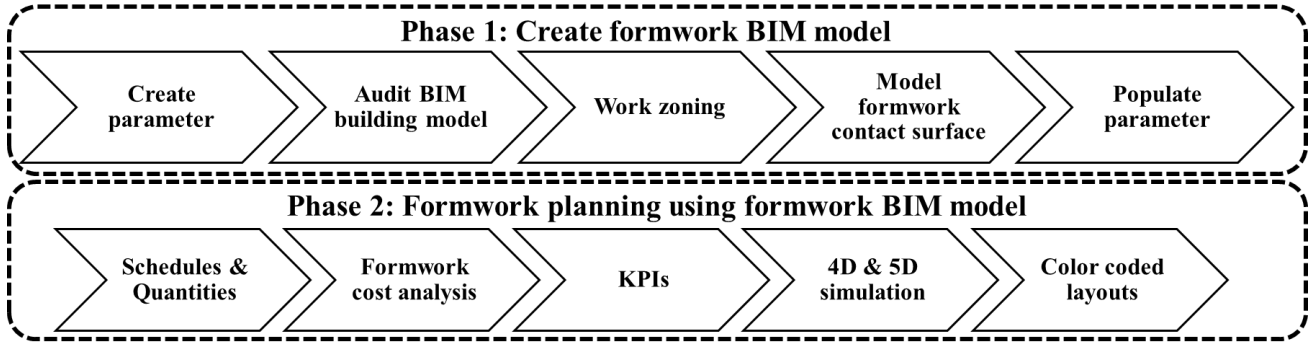 Phase 1: Create formwork BIM model
Create
parameter
Audit BIM
building model
Work zoning
Model
formwork
contact surface
Populate
parameter
Phase 2: Formwork planning using formwork BIM model
Schedules &
Quantities
Formwork
cost analysis
KPIs
4D & 5D
simulation
Color coded
layouts